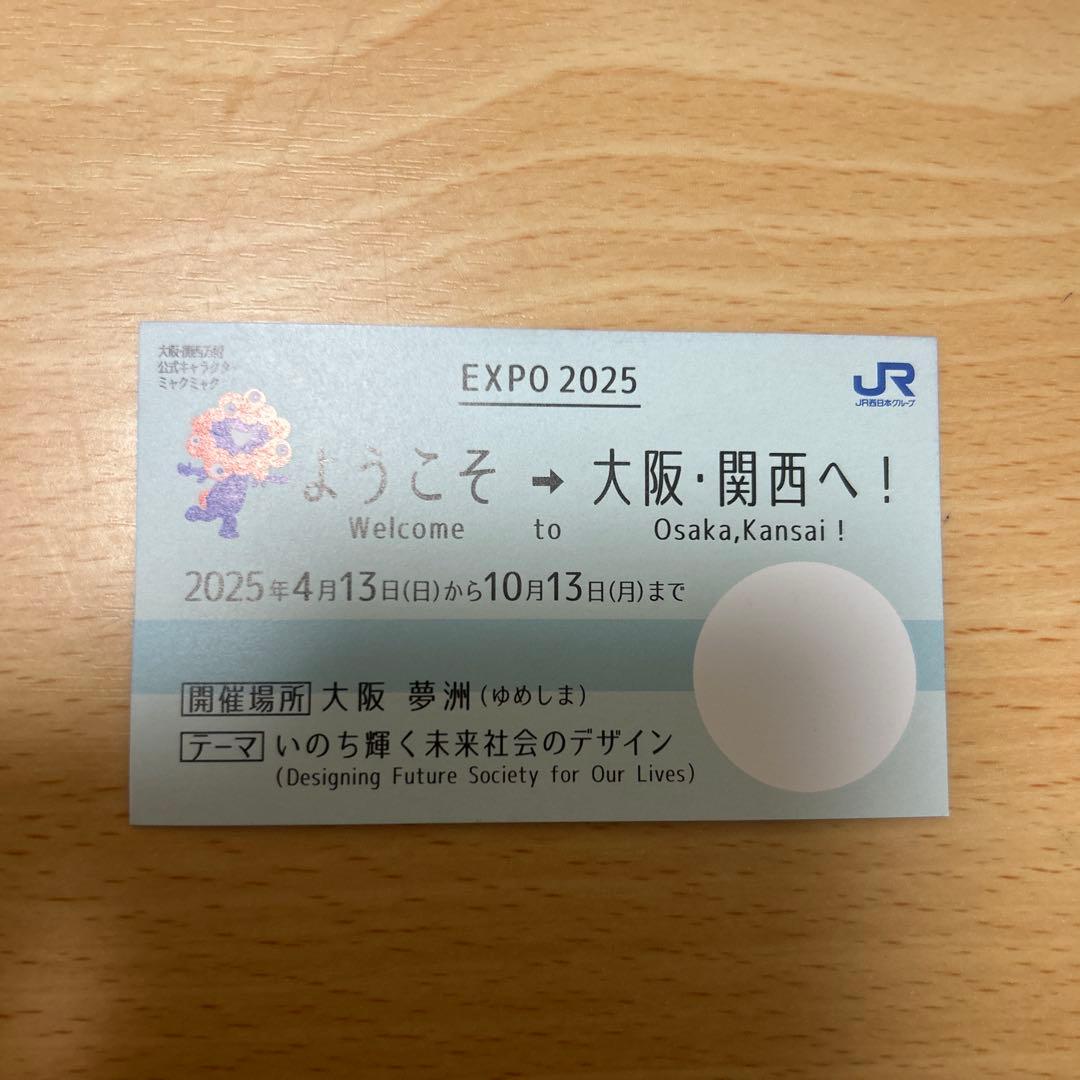 大阪・関西万博
公式キャラクター
ミャクミャク
EXPO 2025
JR
JR西日本グループ
ようこそ ➡ 大阪・関西へ！
Welcome to Osaka,Kansai !
2025年4月13日(日)から10月13日(月)まで
開催場所 大阪 夢洲(ゆめしま)
テーマ いのち輝く未来社会のデザイン
(Designing Future Society for Our Lives)